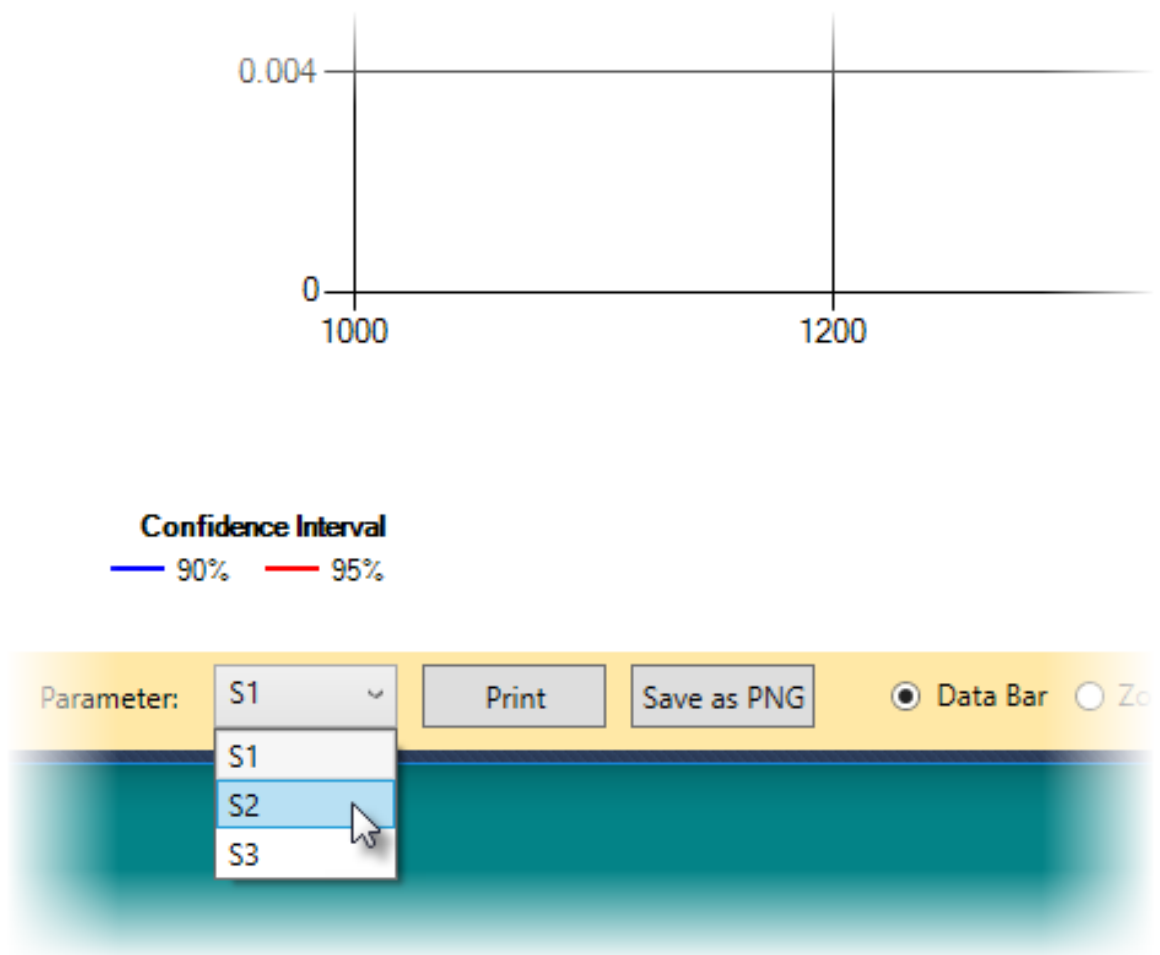 0.004
0
1000 1200
Confidence Interval
90% 95%
Parameter: S1 Print Save as PNG Data Bar
S1
S2
S3